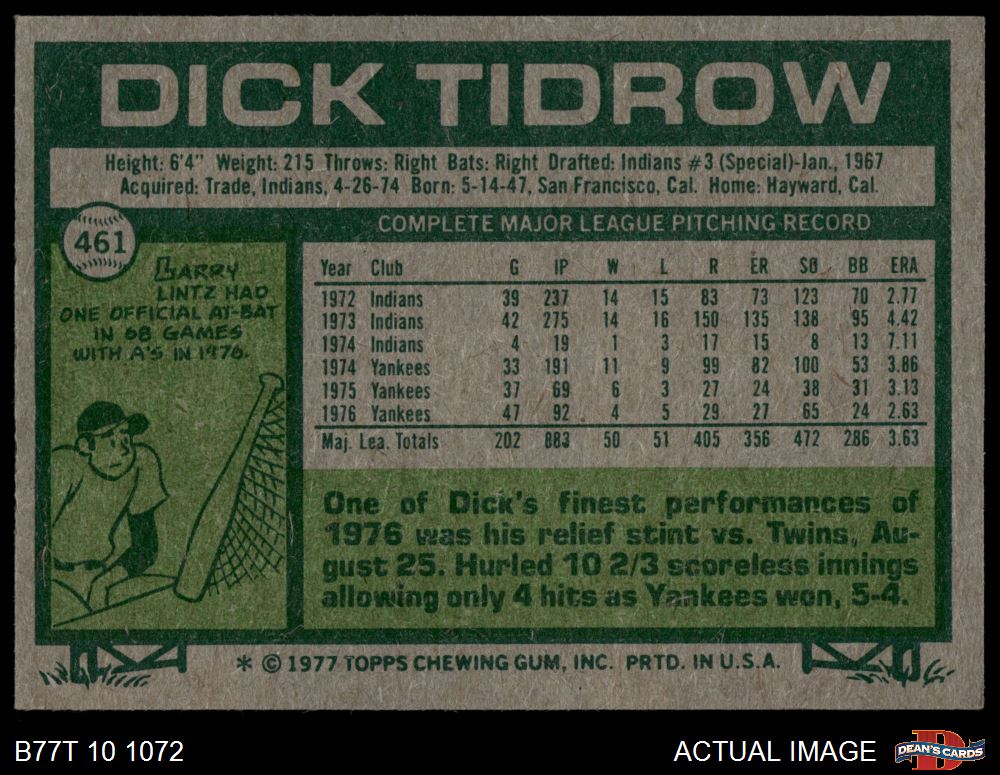 DICK TIDROW
Height: 6'4" Weight: 215 Throws: Right Bats: Right Drafted: Indians #3 (Special)-Jan., 1967
Acquired: Trade, Indians, 4-26-74 Born: 5-14-47, San Francisco, Cal. Home: Hayward, Cal.
461
LARRY
LINTZ HAD
ONE OFFICIAL AT-BAT
IN 68 GAMES
WITH A'S IN 1976.
COMPLETE MAJOR LEAGUE PITCHING RECORD
Year Club G IP W L R ER SO BB ERA
1972 Indians 39 237 14 15 83 73 123 70 2.77
1973 Indians 42 275 14 16 150 135 138 95 4.42
1974 Indians 4 19 1 3 17 15 8 13 7.11
1974 Yankees 33 191 11 9 99 82 100 53 3.86
1975 Yankees 37 69 6 3 27 24 38 31 3.13
1976 Yankees 47 92 4 5 29 27 65 24 2.63
Maj. Lea. Totals 202 883 50 51 405 356 472 286 3.63
One of Dick's finest performances of
1976 was his relief stint vs. Twins, Au-
gust 25. Hurled 10 2/3 scoreless innings
allowing only 4 hits as Yankees won, 5-4.
* © 1977 TOPPS CHEWING GUM, INC. PRTD. IN U.S.A.
B77T 10 1072
ACTUAL IMAGE
DEAN'S CARDS